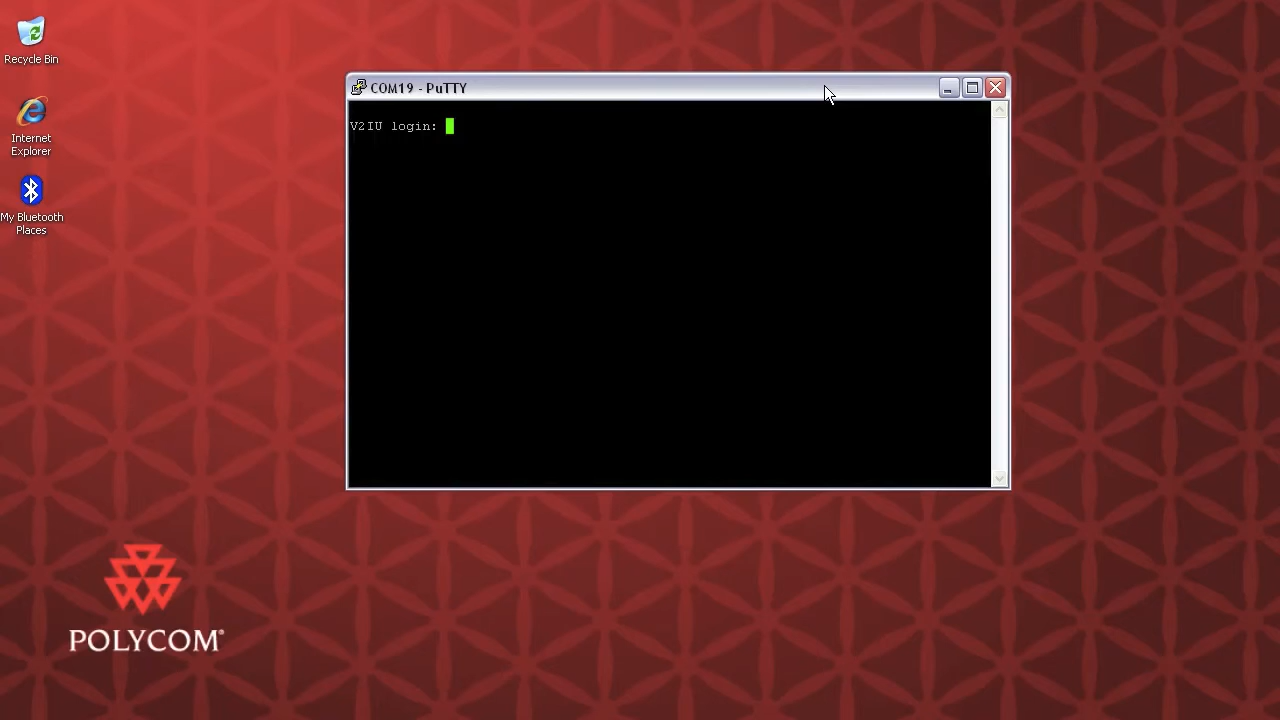 Recycle Bin
Internet
Explorer
My Bluetooth
Places
COM19 - PuTTY
V2IU login:
POLYCOM®